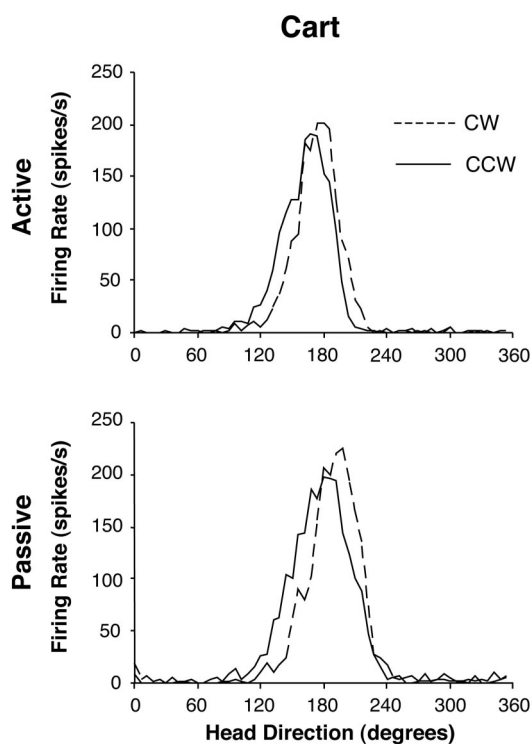 Cart
Active
Firing Rate (spikes/s)
250
200
150
100
50
0
0 60 120 180 240 300 360
CW
CCW
Passive
Firing Rate (spikes/s)
250
200
150
100
50
0
0 60 120 180 240 300 360
Head Direction (degrees)